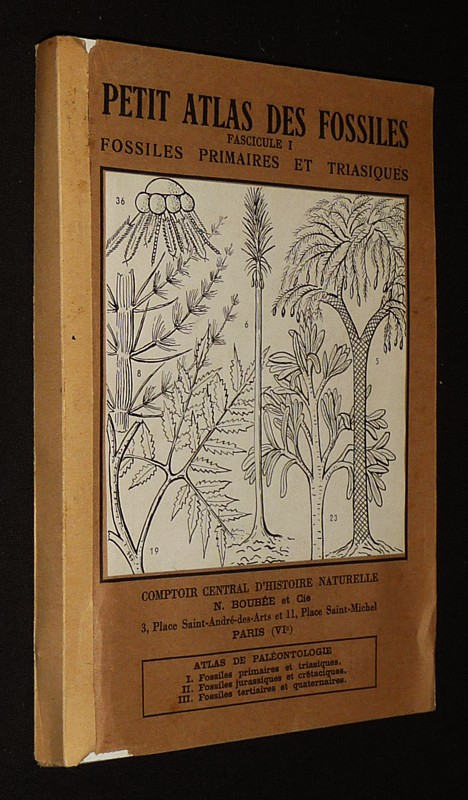 PETIT ATLAS DES FOSSILES
FASCICULE I
FOSSILES PRIMAIRES ET TRIASIQUES
36
6
5
8
23
19
COMPTOIR CENTRAL D'HISTOIRE NATURELLE
N. BOUBÉE et Cie
3, Place Saint-André-des-Arts et 11, Place Saint-Michel
PARIS (VIe)
ATLAS DE PALÉONTOLOGIE
I. Fossiles primaires et triasiques.
II. Fossiles jurassiques et crétaciques.
III. Fossiles tertiaires et quaternaires.